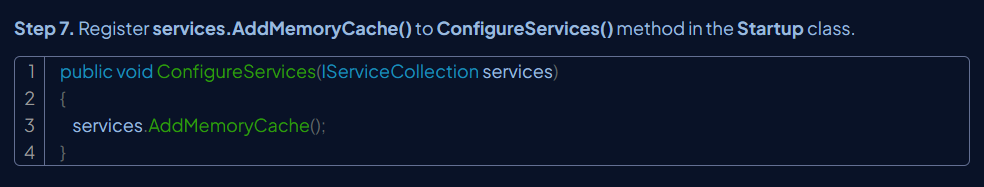 Step 7. Register services.AddMemoryCache() to ConfigureServices() method in the Startup class.
1 public void ConfigureServices(IServiceCollection services)
2 {
3 services.AddMemoryCache();
4 }